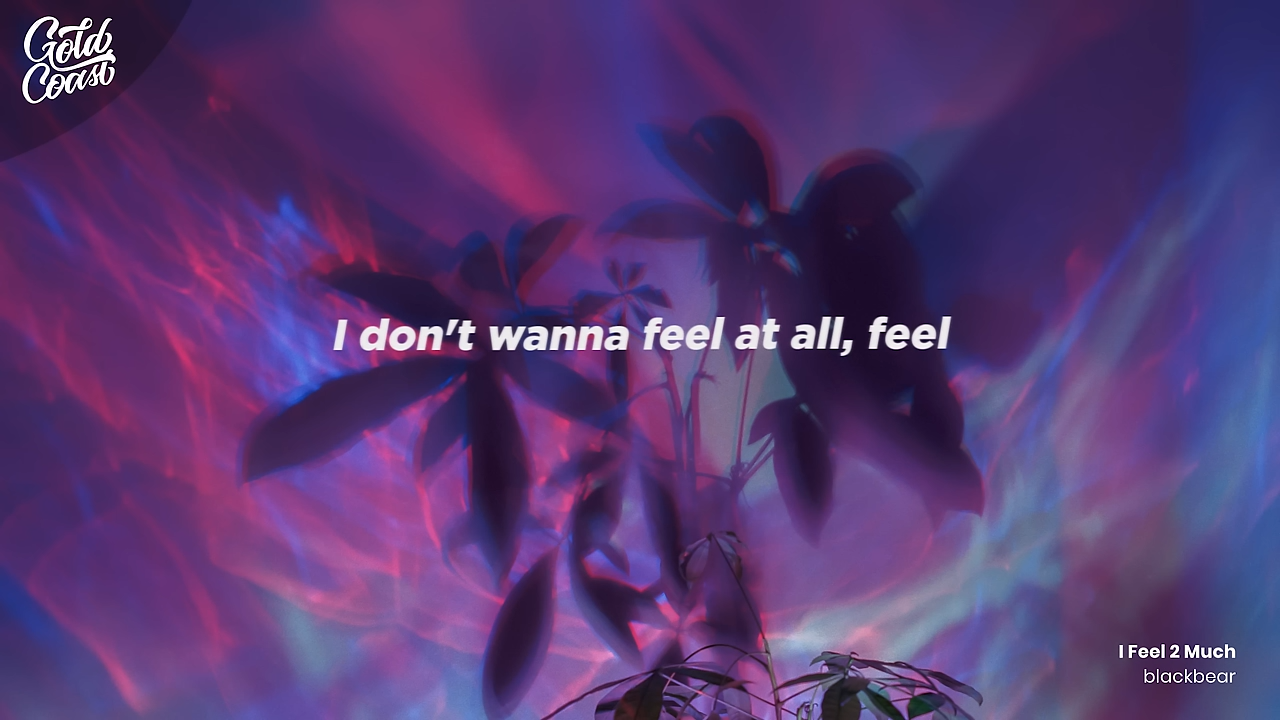 Gold
Coast
I don't wanna feel at all, feel
I Feel 2 Much
blackbear